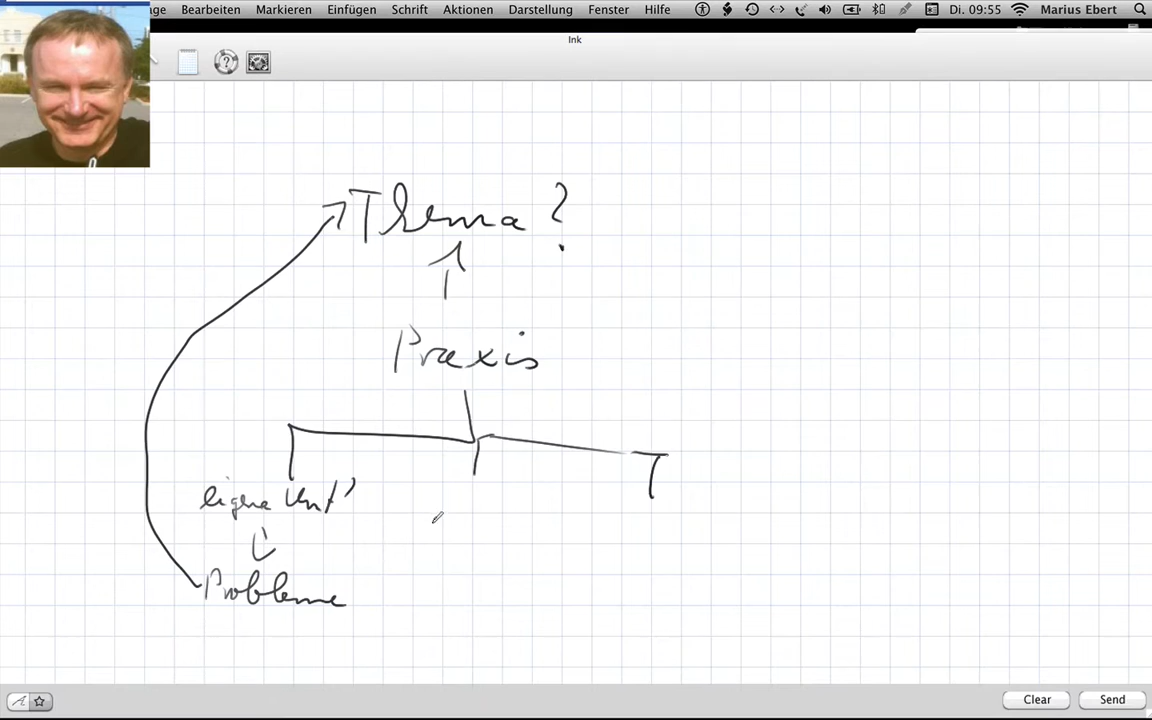 age Bearbeiten Markieren Einfügen Schrift Aktionen Darstellung Fenster Hilfe Di. 09:55 Marius Ebert
Ink
Thema ?
Praxis
eigene Unt'
Probleme
Clear Send